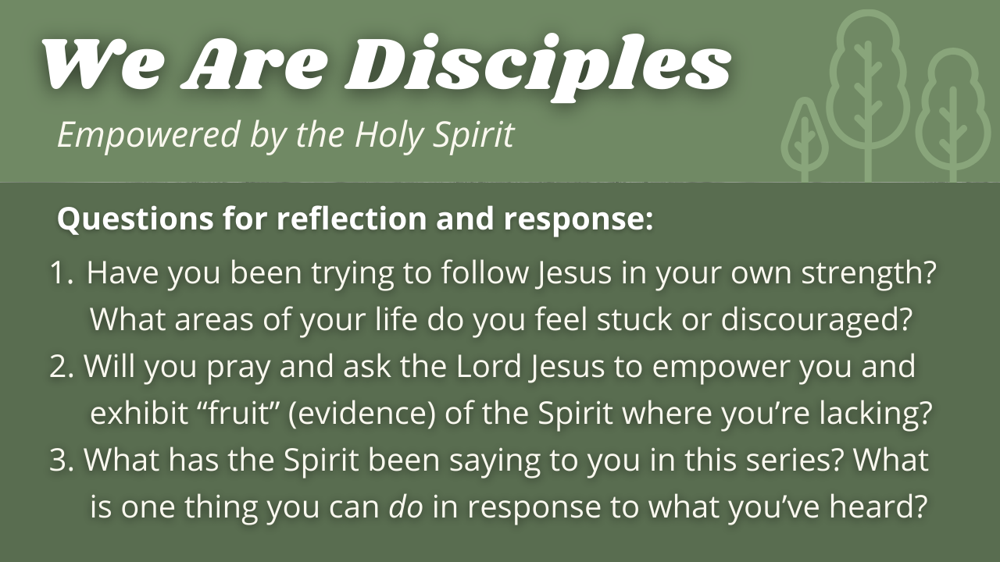 We Are Disciples
Empowered by the Holy Spirit
Questions for reflection and response:
1. Have you been trying to follow Jesus in your own strength?
What areas of your life do you feel stuck or discouraged?
2. Will you pray and ask the Lord Jesus to empower you and
exhibit “fruit” (evidence) of the Spirit where you’re lacking?
3. What has the Spirit been saying to you in this series? What
is one thing you can do in response to what you’ve heard?